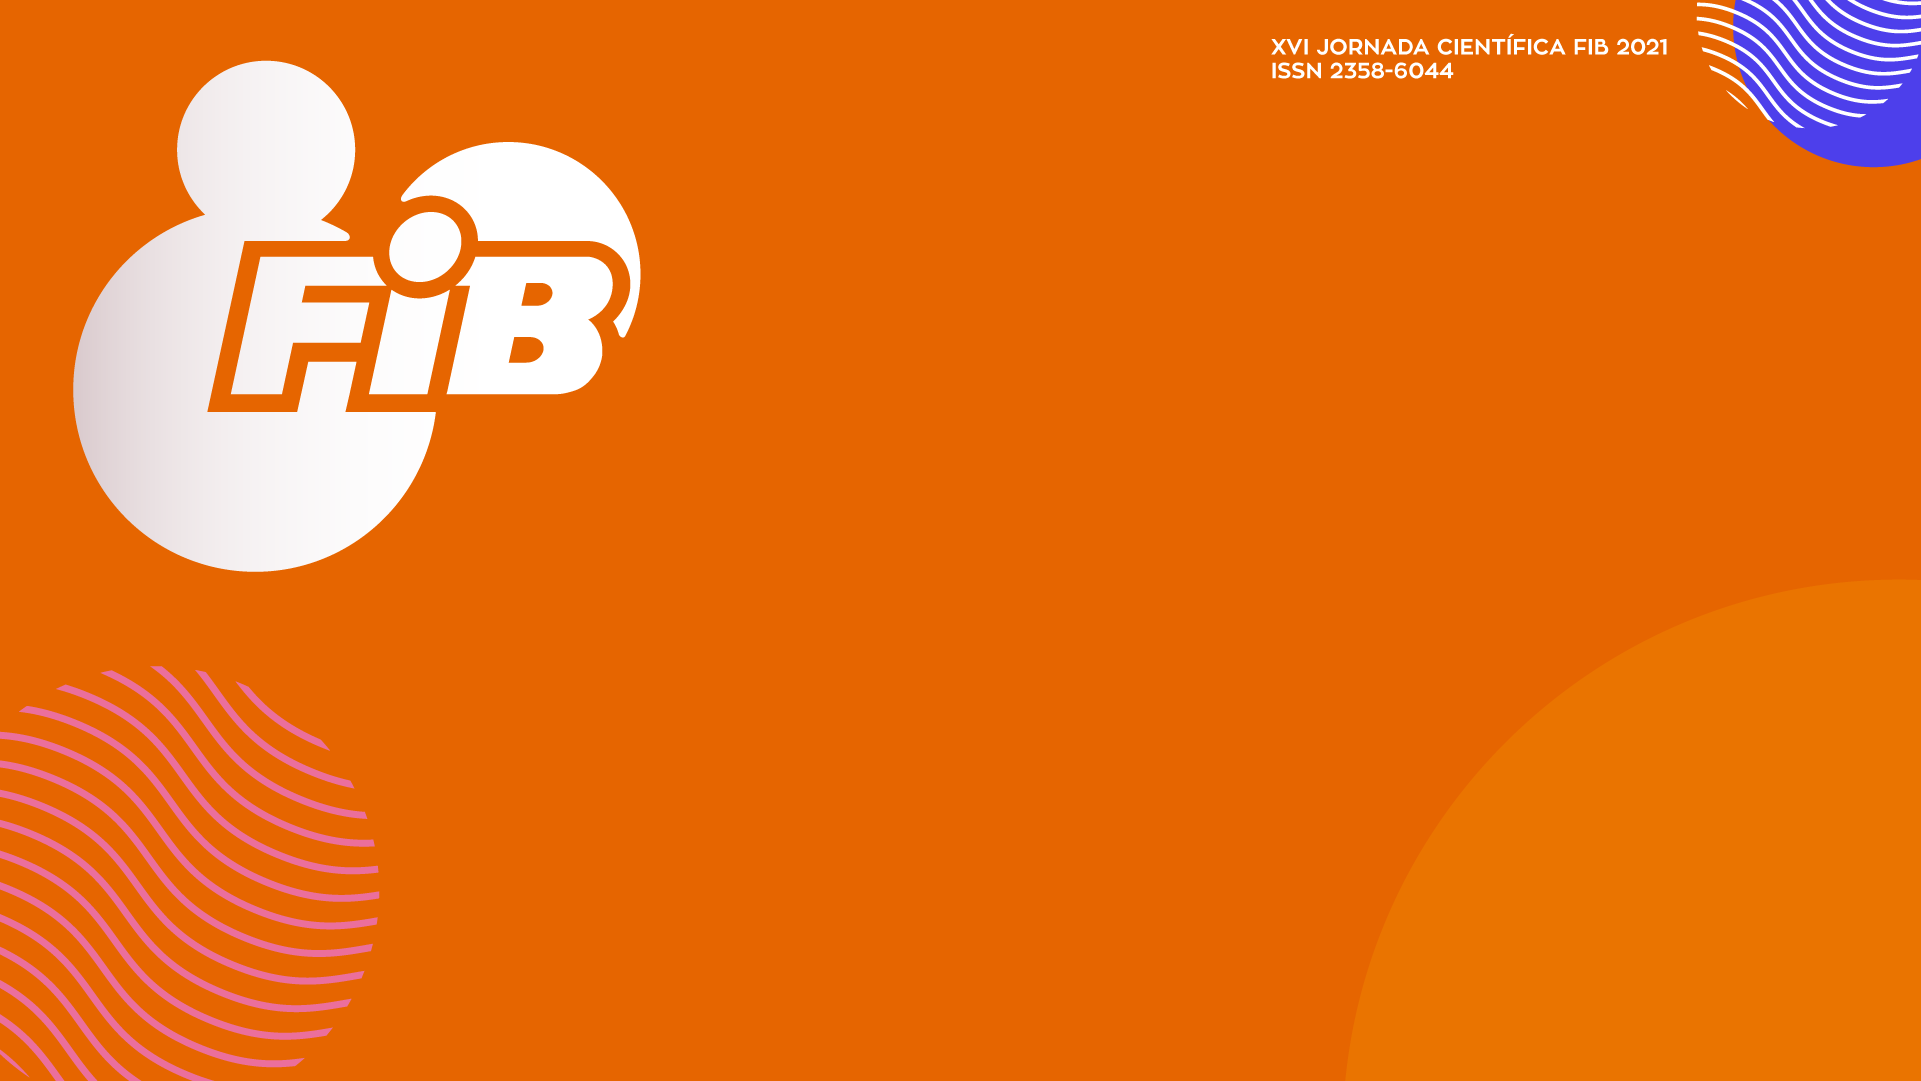 XVI JORNADA CIENTÍFICA FIB 2021
ISSN 2358-6044
FiB